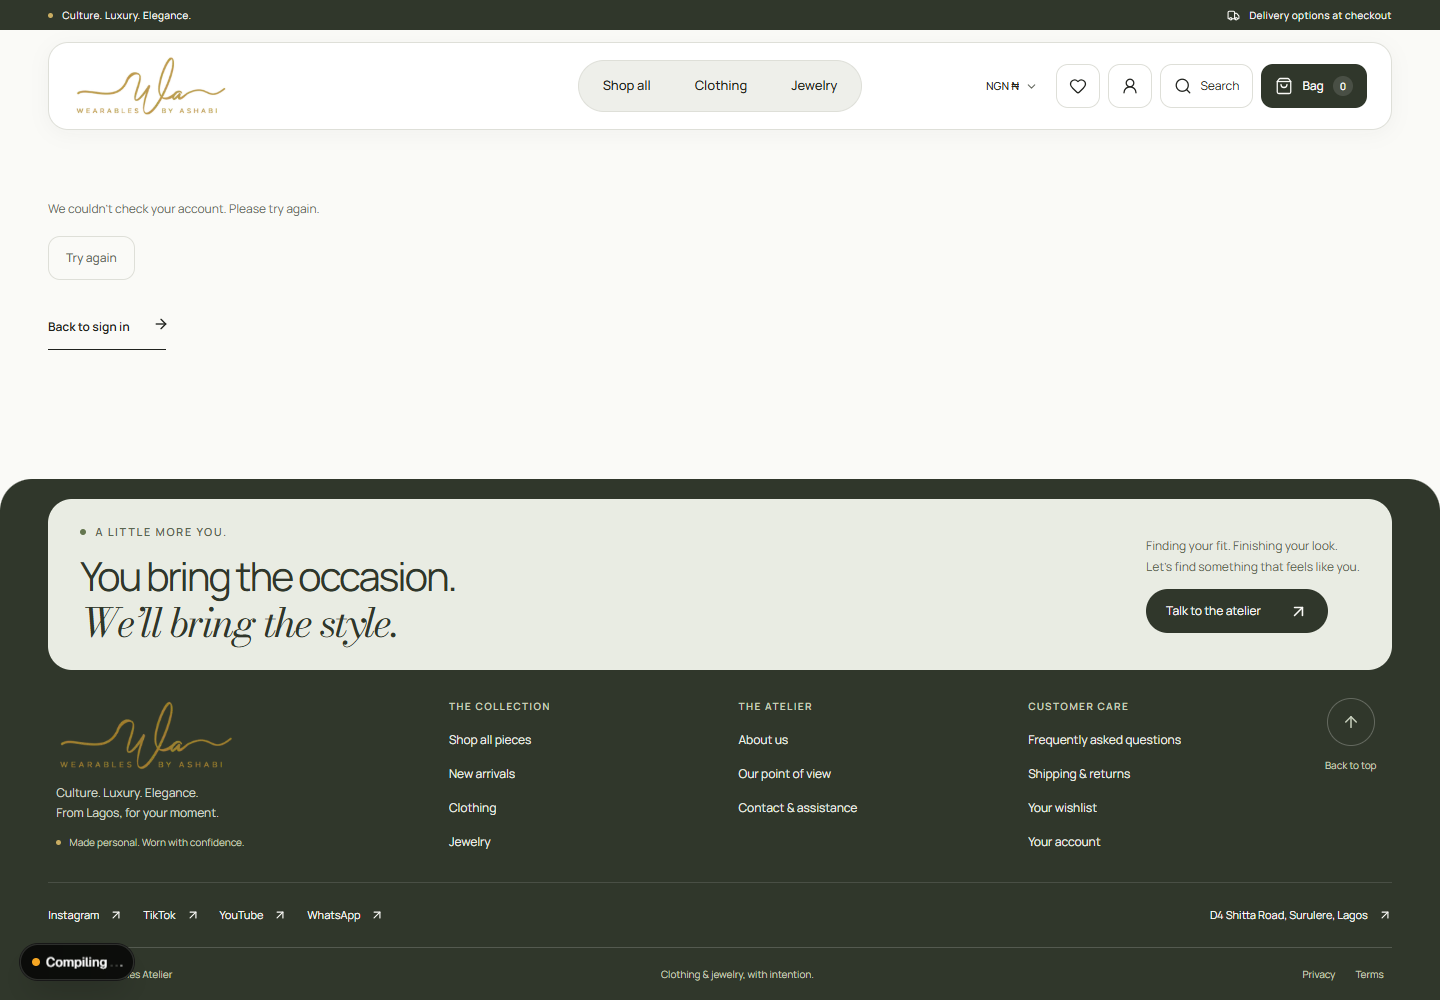 Culture. Luxury. Elegance.
Delivery options at checkout
Wa
WEARABLES BY ASHABI
Shop all
Clothing
Jewelry
NGN ₦
Search
Bag
0
We couldn't check your account. Please try again.
Try again
Back to sign in
A LITTLE MORE YOU.
You bring the occasion.
We'll bring the style.
Finding your fit. Finishing your look.
Let's find something that feels like you.
Talk to the atelier
Wa
WEARABLES BY ASHABI
Culture. Luxury. Elegance.
From Lagos, for your moment.
Made personal. Worn with confidence.
THE COLLECTION
Shop all pieces
New arrivals
Clothing
Jewelry
THE ATELIER
About us
Our point of view
Contact & assistance
CUSTOMER CARE
Frequently asked questions
Shipping & returns
Your wishlist
Your account
Back to top
Instagram
TikTok
YouTube
WhatsApp
D4 Shitta Road, Surulere, Lagos
Compiling ...
Atelier
Clothing & jewelry, with intention.
Privacy
Terms